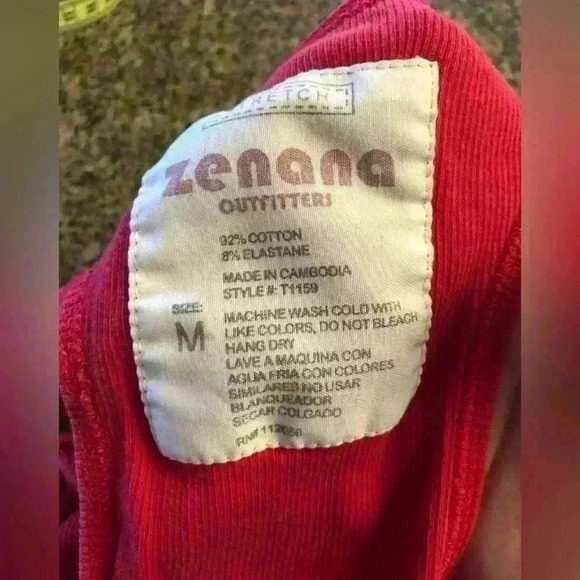 STRETCH
zenana
OUTFITTERS
92% COTTON
8% ELASTANE
MADE IN CAMBODIA
STYLE #: T1159
SIZE:
M
MACHINE WASH COLD WITH
LIKE COLORS, DO NOT BLEACH
HANG DRY
LAVE A MAQUINA CON
AGUA FRIA CON COLORES
SIMILARES NO USAR
BLANQUEADOR
SECAR COLGADO
RN#